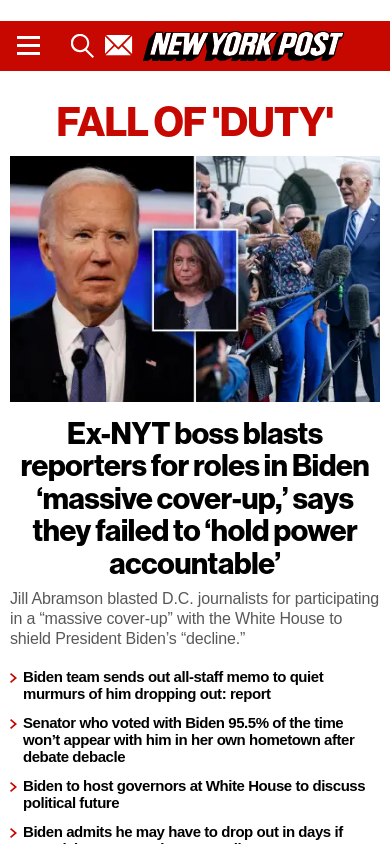 NEW YORK POST
FALL OF 'DUTY'
Ex-NYT boss blasts
reporters for roles in Biden
‘massive cover-up,’ says
they failed to ‘hold power
accountable’
Jill Abramson blasted D.C. journalists for participating
in a “massive cover-up” with the White House to
shield President Biden’s “decline.”
Biden team sends out all-staff memo to quiet
murmurs of him dropping out: report
Senator who voted with Biden 95.5% of the time
won’t appear with him in her own hometown after
debate debacle
Biden to host governors at White House to discuss
political future
Biden admits he may have to drop out in days if